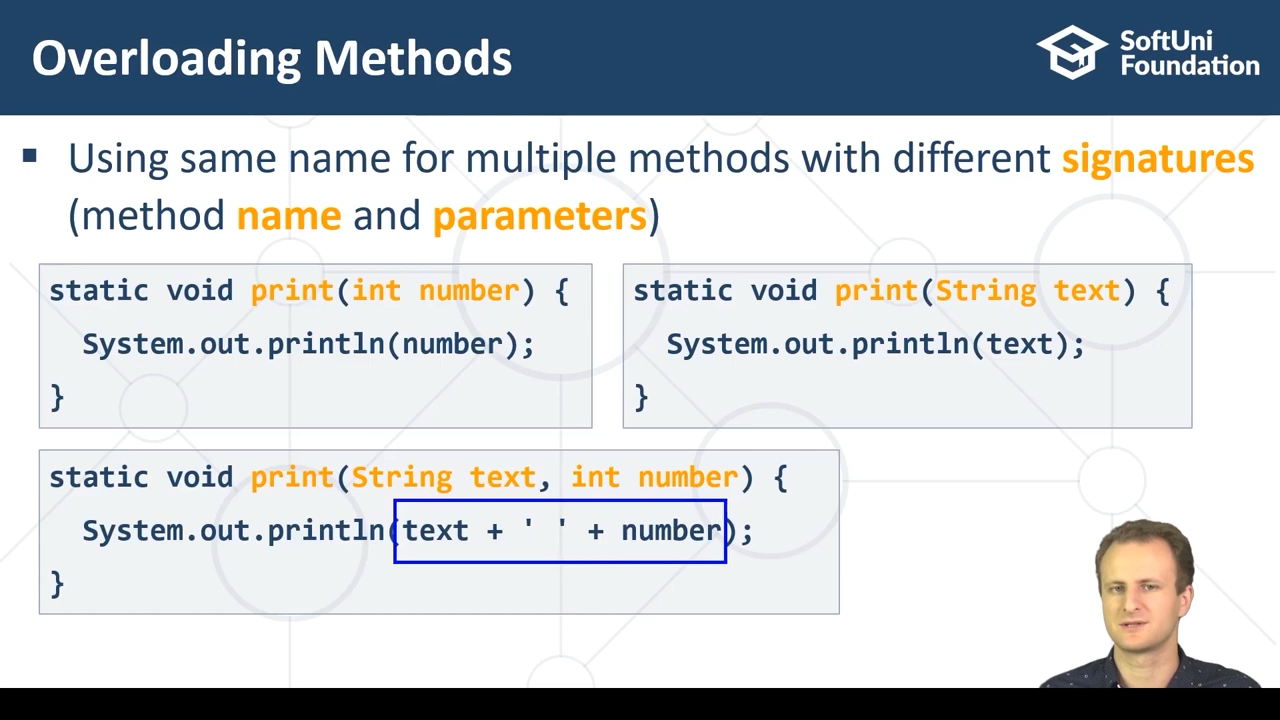 Overloading Methods
SoftUni
Foundation
▪ Using same name for multiple methods with different signatures
(method name and parameters)
static void print(int number) {
  System.out.println(number);
}
static void print(String text) {
  System.out.println(text);
}
static void print(String text, int number) {
  System.out.println(text + ' ' + number);
}